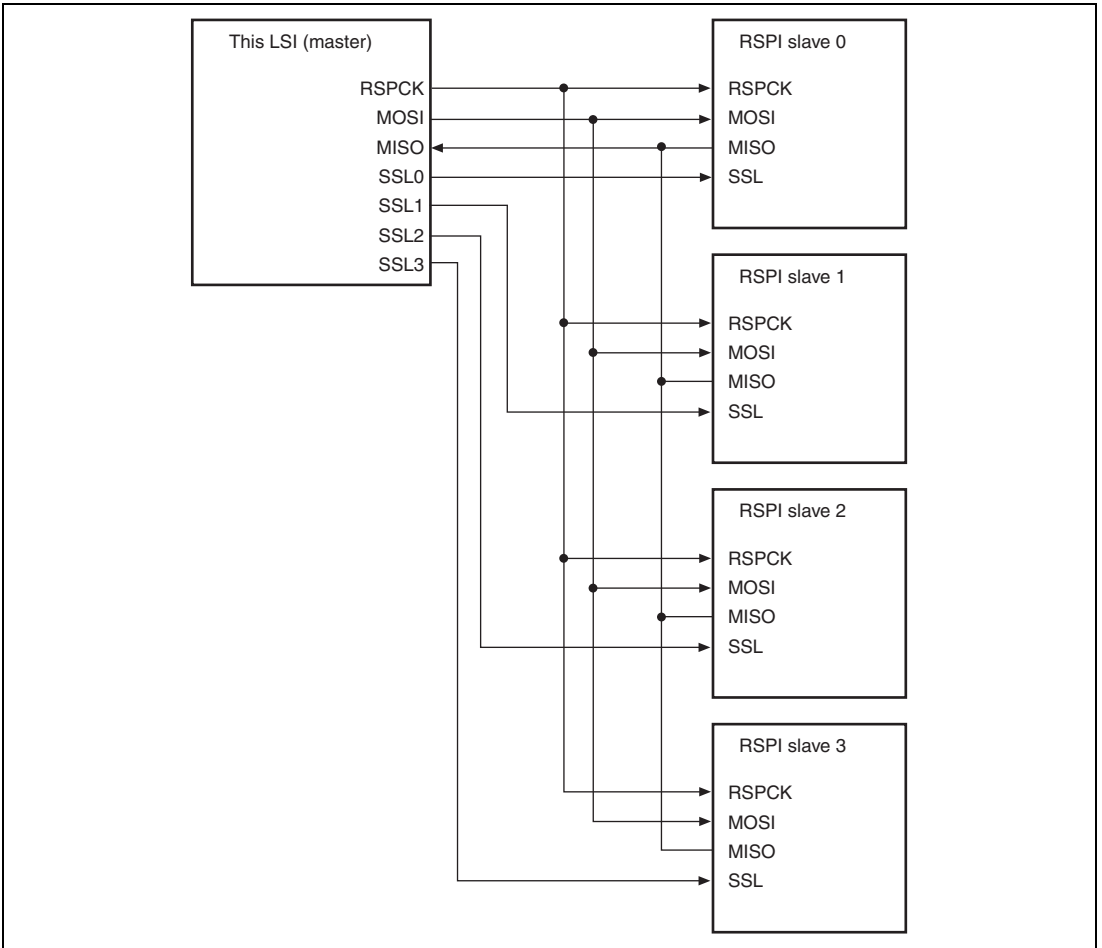 This LSI (master)
RSPCK
MOSI
MISO
SSL0
SSL1
SSL2
SSL3
RSPI slave 0
RSPCK
MOSI
MISO
SSL
RSPI slave 1
RSPCK
MOSI
MISO
SSL
RSPI slave 2
RSPCK
MOSI
MISO
SSL
RSPI slave 3
RSPCK
MOSI
MISO
SSL